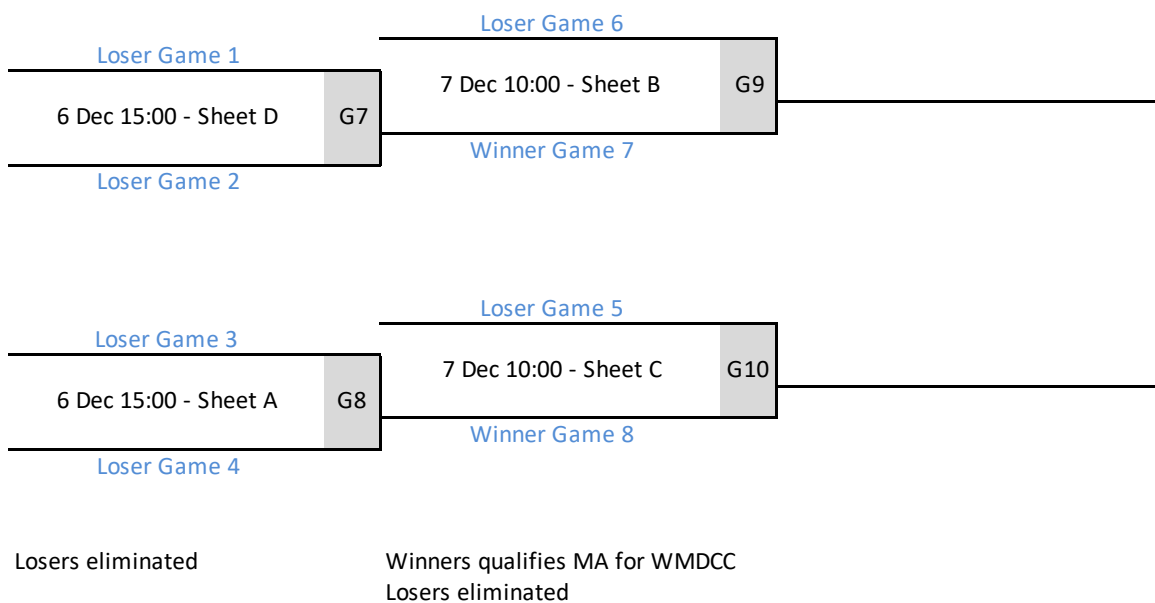 Loser Game 6
Loser Game 1
7 Dec 10:00 - Sheet B G9
6 Dec 15:00 - Sheet D G7
Winner Game 7
Loser Game 2
Loser Game 5
Loser Game 3
7 Dec 10:00 - Sheet C G10
6 Dec 15:00 - Sheet A G8
Winner Game 8
Loser Game 4
Losers eliminated
Winners qualifies MA for WMDCC
Losers eliminated